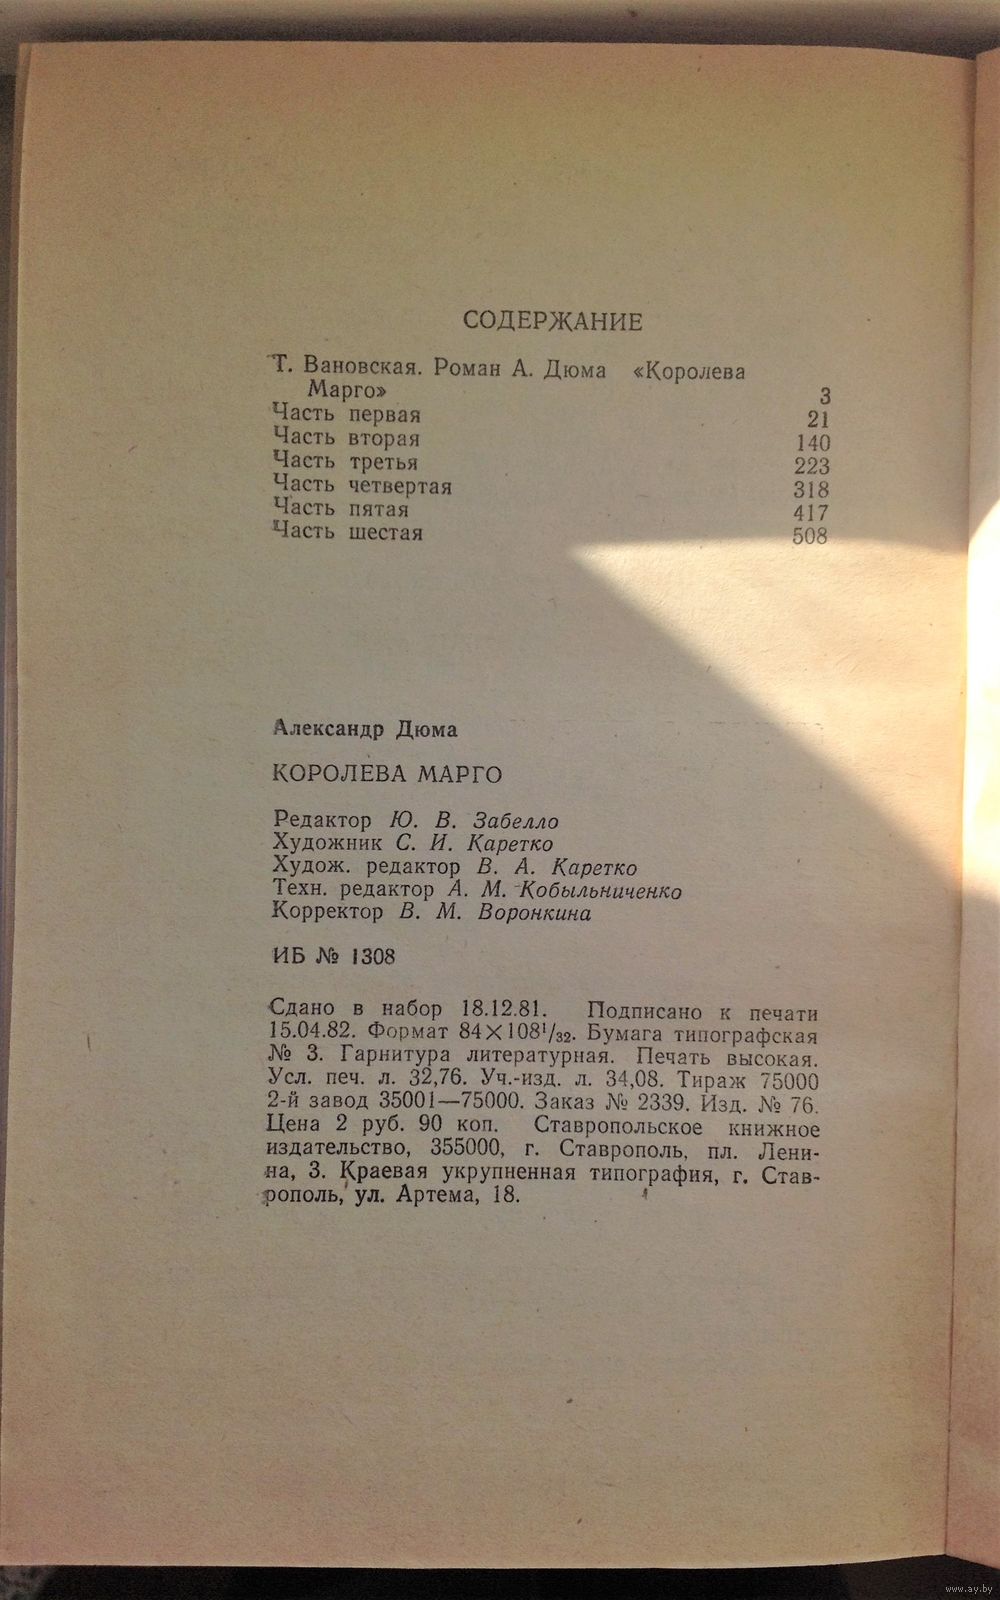 СОДЕРЖАНИЕ
Т. Вановская. Роман А. Дюма «Королева
Марго» 3
Часть первая 21
Часть вторая 140
Часть третья 223
Часть четвертая 318
Часть пятая 417
Часть шестая 508
Александр Дюма
КОРОЛЕВА МАРГО
Редактор Ю. В. Забелло
Художник С. И. Каретко
Худож. редактор В. А. Каретко
Техн. редактор А. М. Кобыльниченко
Корректор В. М. Воронкина
ИБ № 1308
Сдано в набор 18.12.81. Подписано к печати
15.04.82. Формат 84×108¹/₃₂. Бумага типографская
№ 3. Гарнитура литературная. Печать высокая.
Усл. печ. л. 32,76. Уч.-изд. л. 34,08. Тираж 75000
2-й завод 35001—75000. Заказ № 2339. Изд. № 76.
Цена 2 руб. 90 коп. Ставропольское книжное
издательство, 355000, г. Ставрополь, пл. Лени-
на, 3. Краевая укрупненная типография, г. Став-
рополь, ул. Артема, 18.
www.ay.by